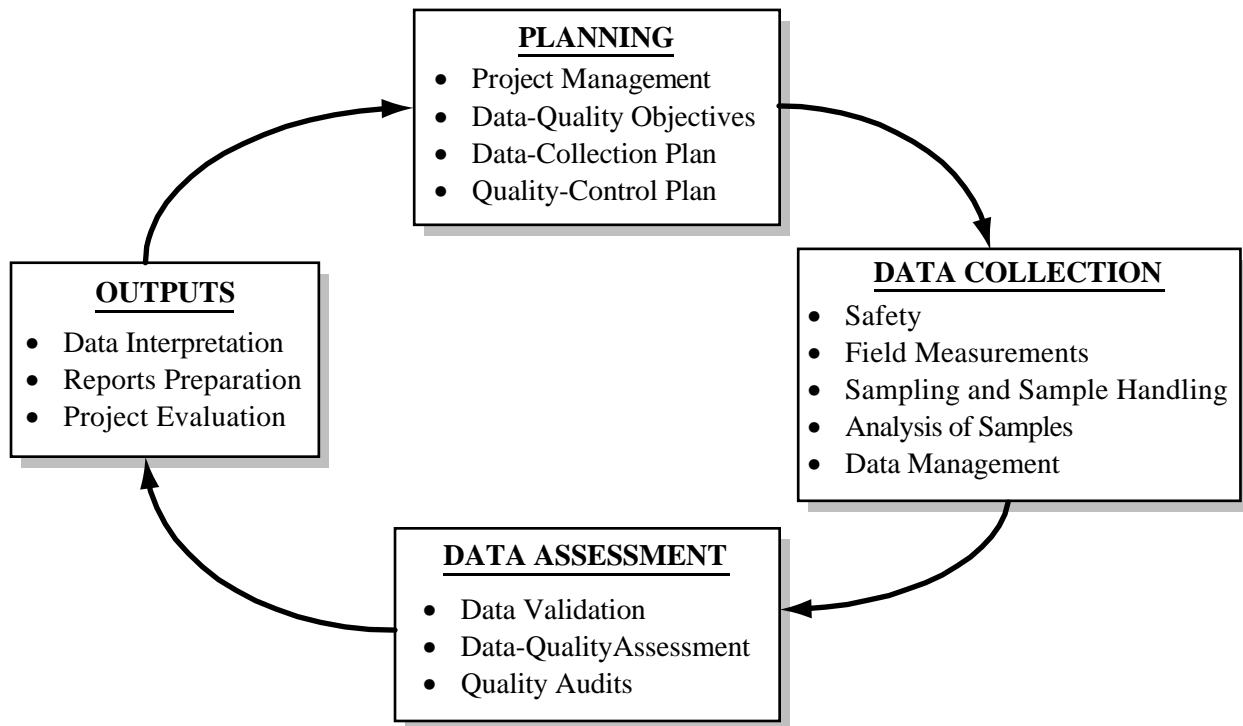 PLANNING
• Project Management
• Data-Quality Objectives
• Data-Collection Plan
• Quality-Control Plan
DATA COLLECTION
• Safety
• Field Measurements
• Sampling and Sample Handling
• Analysis of Samples
• Data Management
DATA ASSESSMENT
• Data Validation
• Data-QualityAssessment
• Quality Audits
OUTPUTS
• Data Interpretation
• Reports Preparation
• Project Evaluation